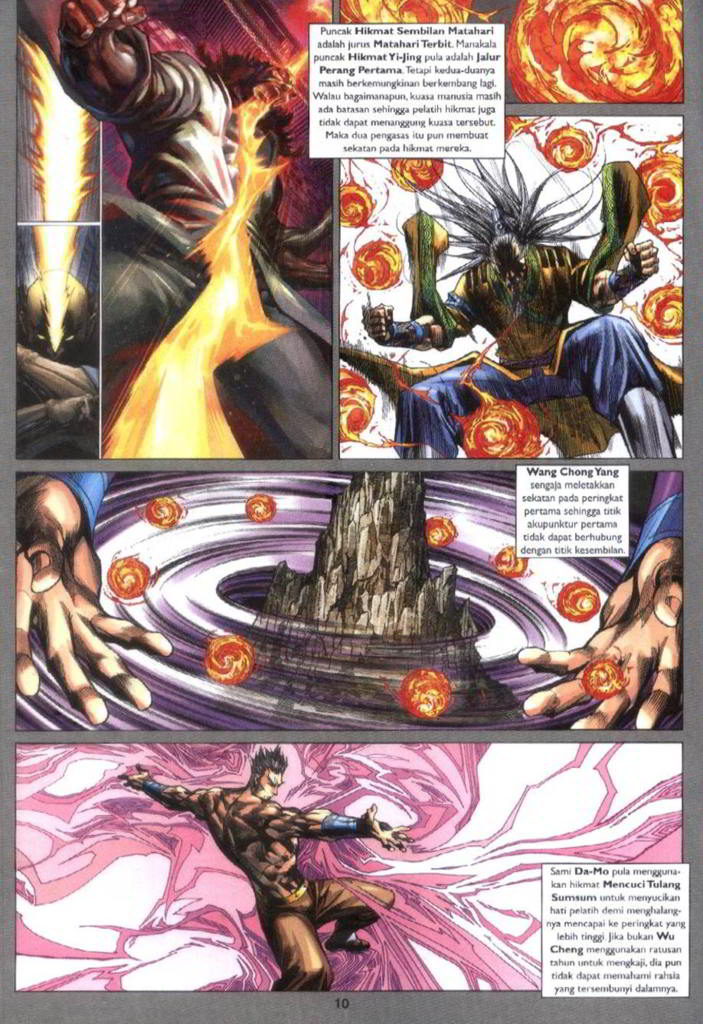 Puncak Hikmat Sembilan Matahari
adalah jurus Matahari Terbit. Manakala
puncak Hikmat Yi-Jing pula adalah Jalur
Perang Pertama. Tetapi kedua-duanya
masih berkemungkinan berkembang lagi.
Walau bagaimanapun, kuasa manusia masih
ada batasan sehingga pelatih hikmat juga
tidak dapat menanggung kuasa tersebut.
Maka dua pengasas itu pun membuat
sekatan pada hikmat mereka.
Wang Chong Yang
sengaja meletakkan
sekatan pada peringkat
pertama sehingga titik
akupunktur pertama
tidak dapat berhubung
dengan titik kesembilan.
Sami Da-Mo pula mengguna-
kan hikmat Mencuci Tulang
Sumsum untuk menyucikan
hati pelatih demi menghalang-
nya mencapai ke peringkat yang
lebih tinggi. Jika bukan Wu
Cheng menggunakan ratusan
tahun untuk mengkaji, dia pun
tidak dapat memahami rahsia
yang tersembunyi dalamnya.
10